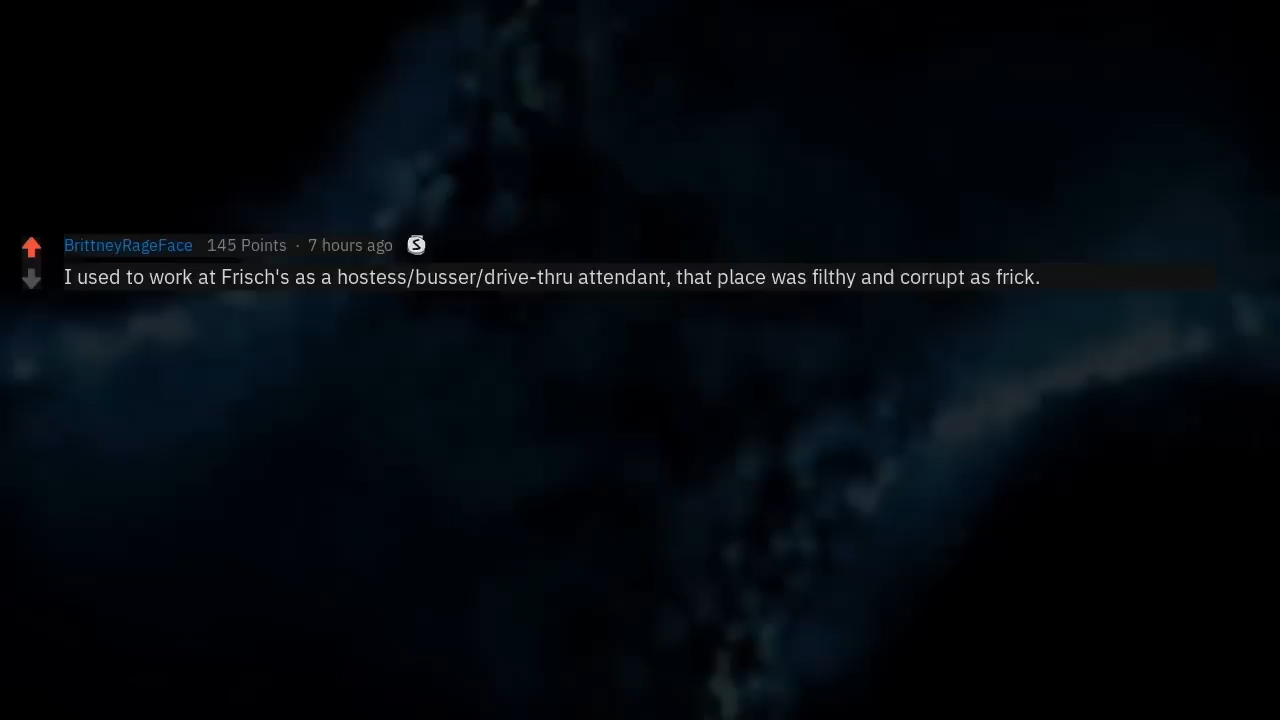 BrittneyRageFace 145 Points · 7 hours ago S
I used to work at Frisch's as a hostess/busser/drive-thru attendant, that place was filthy and corrupt as frick.